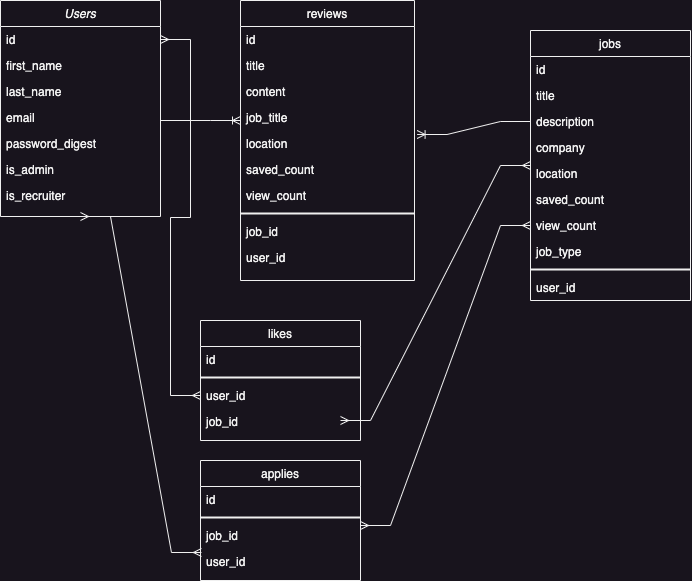 Users
id
first_name
last_name
email
password_digest
is_admin
is_recruiter
reviews
id
title
content
job_title
location
saved_count
view_count
job_id
user_id
jobs
id
title
description
company
location
saved_count
view_count
job_type
user_id
likes
id
user_id
job_id
applies
id
job_id
user_id